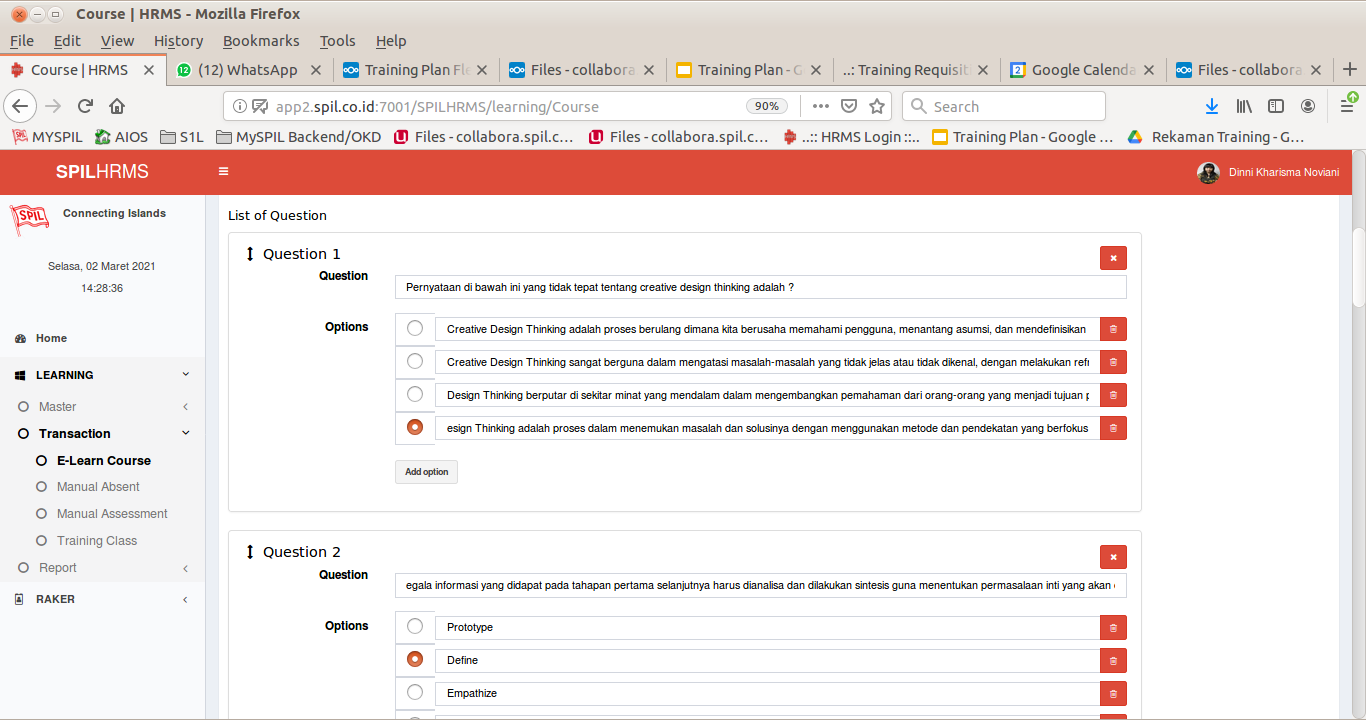 Course | HRMS - Mozilla Firefox
File Edit View History Bookmarks Tools Help
Course | HRMS (12) WhatsApp Training Plan Fle Files - collabora Training Plan - G ..: Training Requisit Google Calenda Files - collabora
app2.spil.co.id:7001/SPILHRMS/learning/Course 90% Search
MYSPIL AIOS S1L MySPIL Backend/OKD Files - collabora.spil.c... Files - collabora.spil.c... ..:: HRMS Login ::.. Training Plan - Google ... Rekaman Training - G...
SPILHRMS Dinni Kharisma Noviani
SPIL Connecting Islands
Selasa, 02 Maret 2021
14:28:36
Home
LEARNING
Master
Transaction
E-Learn Course
Manual Absent
Manual Assessment
Training Class
Report
RAKER
List of Question
Question 1
Question
Pernyataan di bawah ini yang tidak tepat tentang creative design thinking adalah ?
Options
Creative Design Thinking adalah proses berulang dimana kita berusaha memahami pengguna, menantang asumsi, dan mendefinisikan
Creative Design Thinking sangat berguna dalam mengatasi masalah-masalah yang tidak jelas atau tidak dikenal, dengan melakukan
Design Thinking berputar di sekitar minat yang mendalam dalam mengembangkan pemahaman dari orang-orang yang menjadi tujuan
esign Thinking adalah proses dalam menemukan masalah dan solusinya dengan menggunakan metode dan pendekatan yang berfokus
Add option
Question 2
Question
egala informasi yang didapat pada tahapan pertama selanjutnya harus dianalisa dan dilakukan sintesis guna menentukan permasalaan inti yang akan
Options
Prototype
Define
Empathize